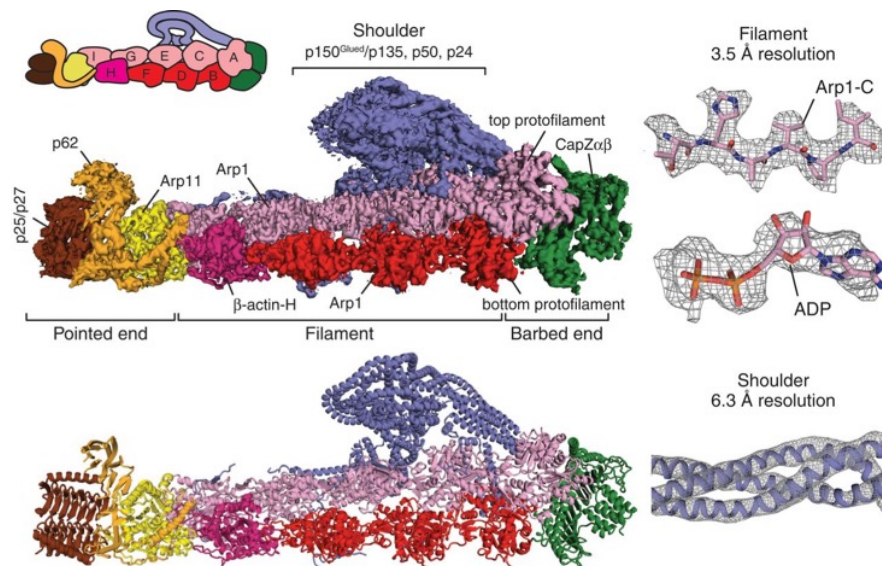 Shoulder
p150Glued/p135, p50, p24
I
G
E
C
A
H
F
D
B
top protofilament
CapZαβ
p62
Arp11
Arp1
p25/p27
β-actin-H
Arp1
bottom protofilament
Pointed end
Filament
Barbed end
Filament
3.5 Å resolution
Arp1-C
ADP
Shoulder
6.3 Å resolution